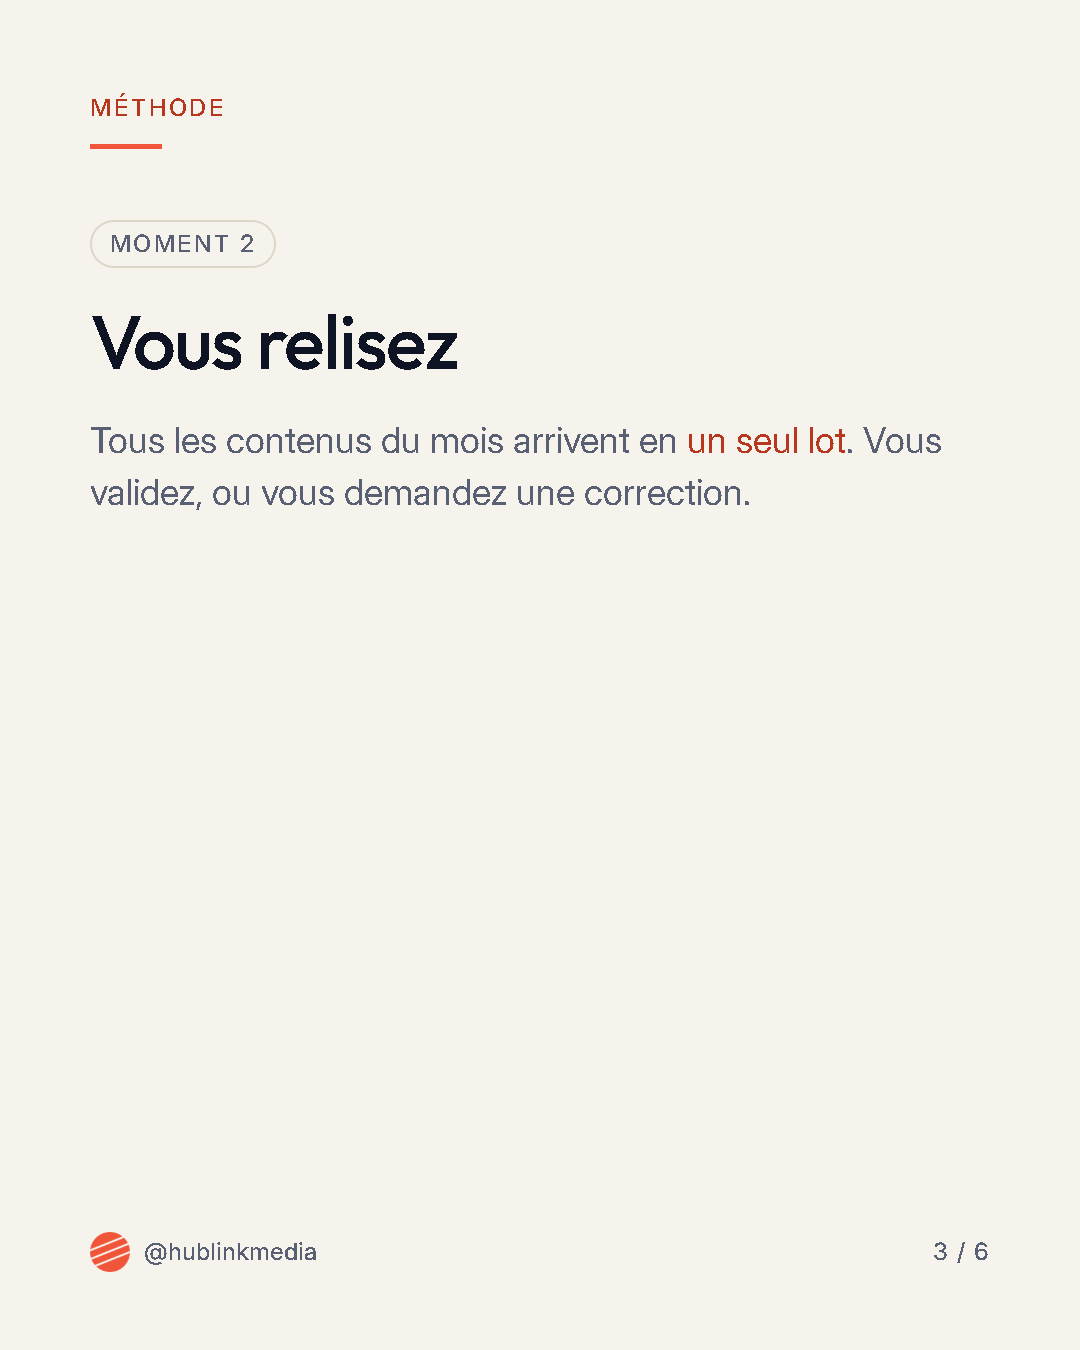 MÉTHODE
MOMENT 2
Vous relisez
Tous les contenus du mois arrivent en un seul lot. Vous
validez, ou vous demandez une correction.
@hublinkmedia
3 / 6